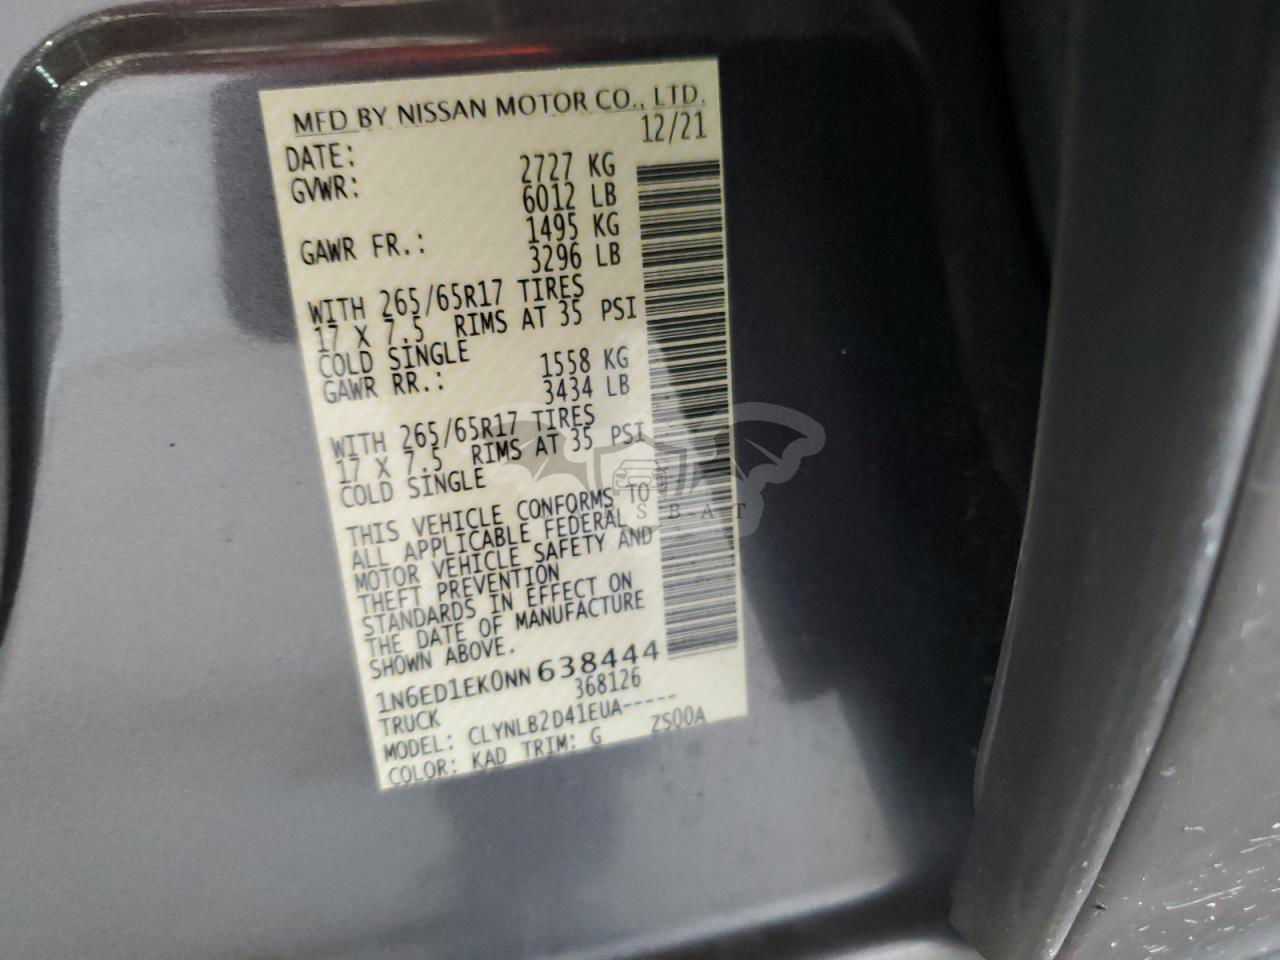 MFD BY NISSAN MOTOR CO., LTD.
DATE: 12/21
GVWR: 2727 KG
6012 LB
GAWR FR.: 1495 KG
3296 LB
WITH 265/65R17 TIRES
17 X 7.5 RIMS AT 35 PSI
COLD SINGLE
GAWR RR.: 1558 KG
3434 LB
WITH 265/65R17 TIRES
17 X 7.5 RIMS AT 35 PSI
COLD SINGLE
THIS VEHICLE CONFORMS TO
ALL APPLICABLE FEDERAL
MOTOR VEHICLE SAFETY AND
THEFT PREVENTION
STANDARDS IN EFFECT ON
THE DATE OF MANUFACTURE
SHOWN ABOVE.
1N6ED1EK0NN638444
TRUCK 368126
MODEL: CLYNLB2D41EUA-----
COLOR: KAD TRIM: G ZS00A